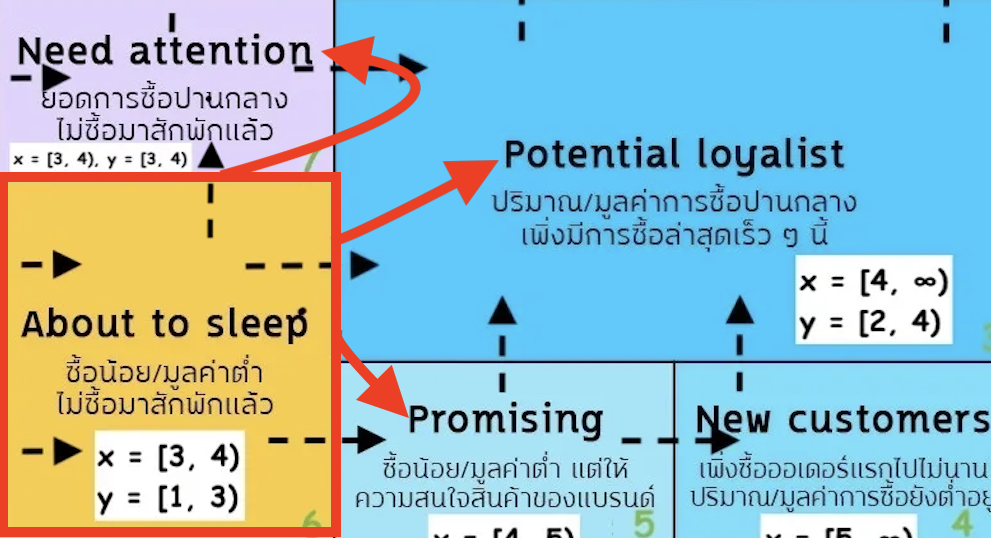 Need attention
ยอดการซื้อปานกลาง
ไม่ซื้อมาสักพักแล้ว
x = [3, 4), y = [3, 4)
7
About to sleep
ซื้อน้อย/มูลค่าต่ำ
ไม่ซื้อมาสักพักแล้ว
x = [3, 4)
y = [1, 3)
6
Potential loyalist
ปริมาณ/มูลค่าการซื้อปานกลาง
เพิ่งมีการซื้อล่าสุดเร็ว ๆ นี้
x = [4, ∞)
y = [2, 4)
3
Promising
ซื้อน้อย/มูลค่าต่ำ แต่ให้
ความสนใจสินค้าของแบรนด์
x = [4, 5)
5
New customers
เพิ่งซื้อออเดอร์แรกไปไม่นาน
ปริมาณ/มูลค่าการซื้อยังต่ำอยู่
x = [5, ∞)
4